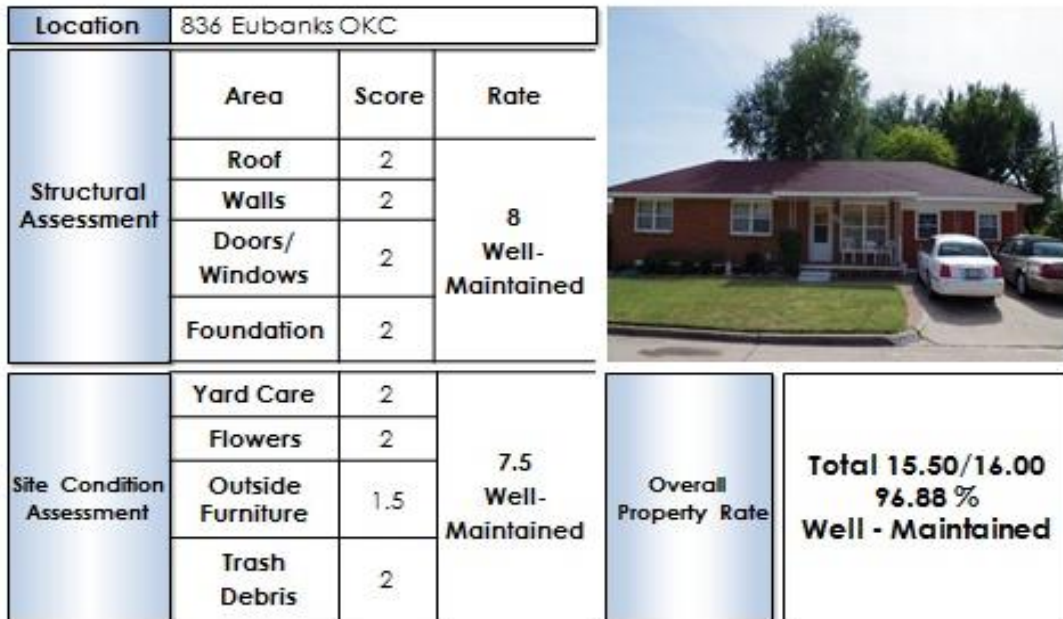 Location 836 Eubanks OKC
Structural
Assessment
Area Score Rate
Roof 2
Walls 2
Doors/
Windows
2
Foundation 2
8
Well-
Maintained
Site Condition
Assessment
Yard Care 2
Flowers 2
Outside
Furniture
1.5
Trash
Debris
2
7.5
Well-
Maintained
Overall
Property Rate
Total 15.50/16.00
96.88 %
Well - Maintained